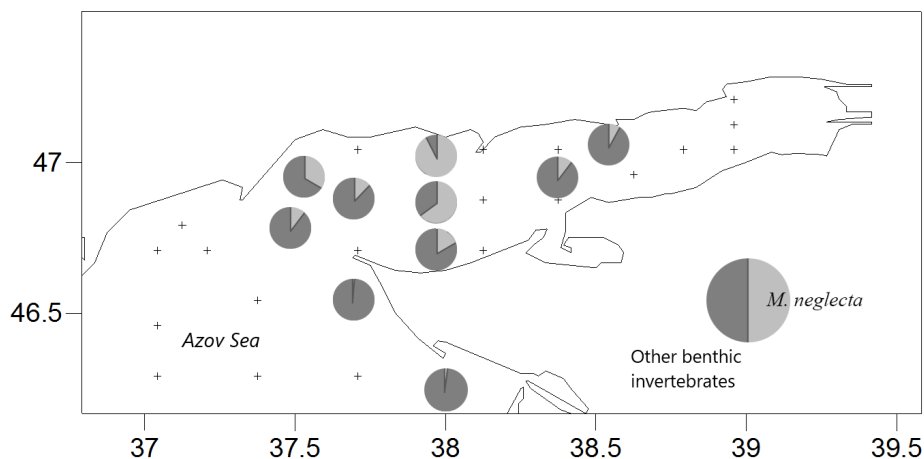 47
46.5
Azov Sea
M. neglecta
Other benthic
invertebrates
37
37.5
38
38.5
39
39.5